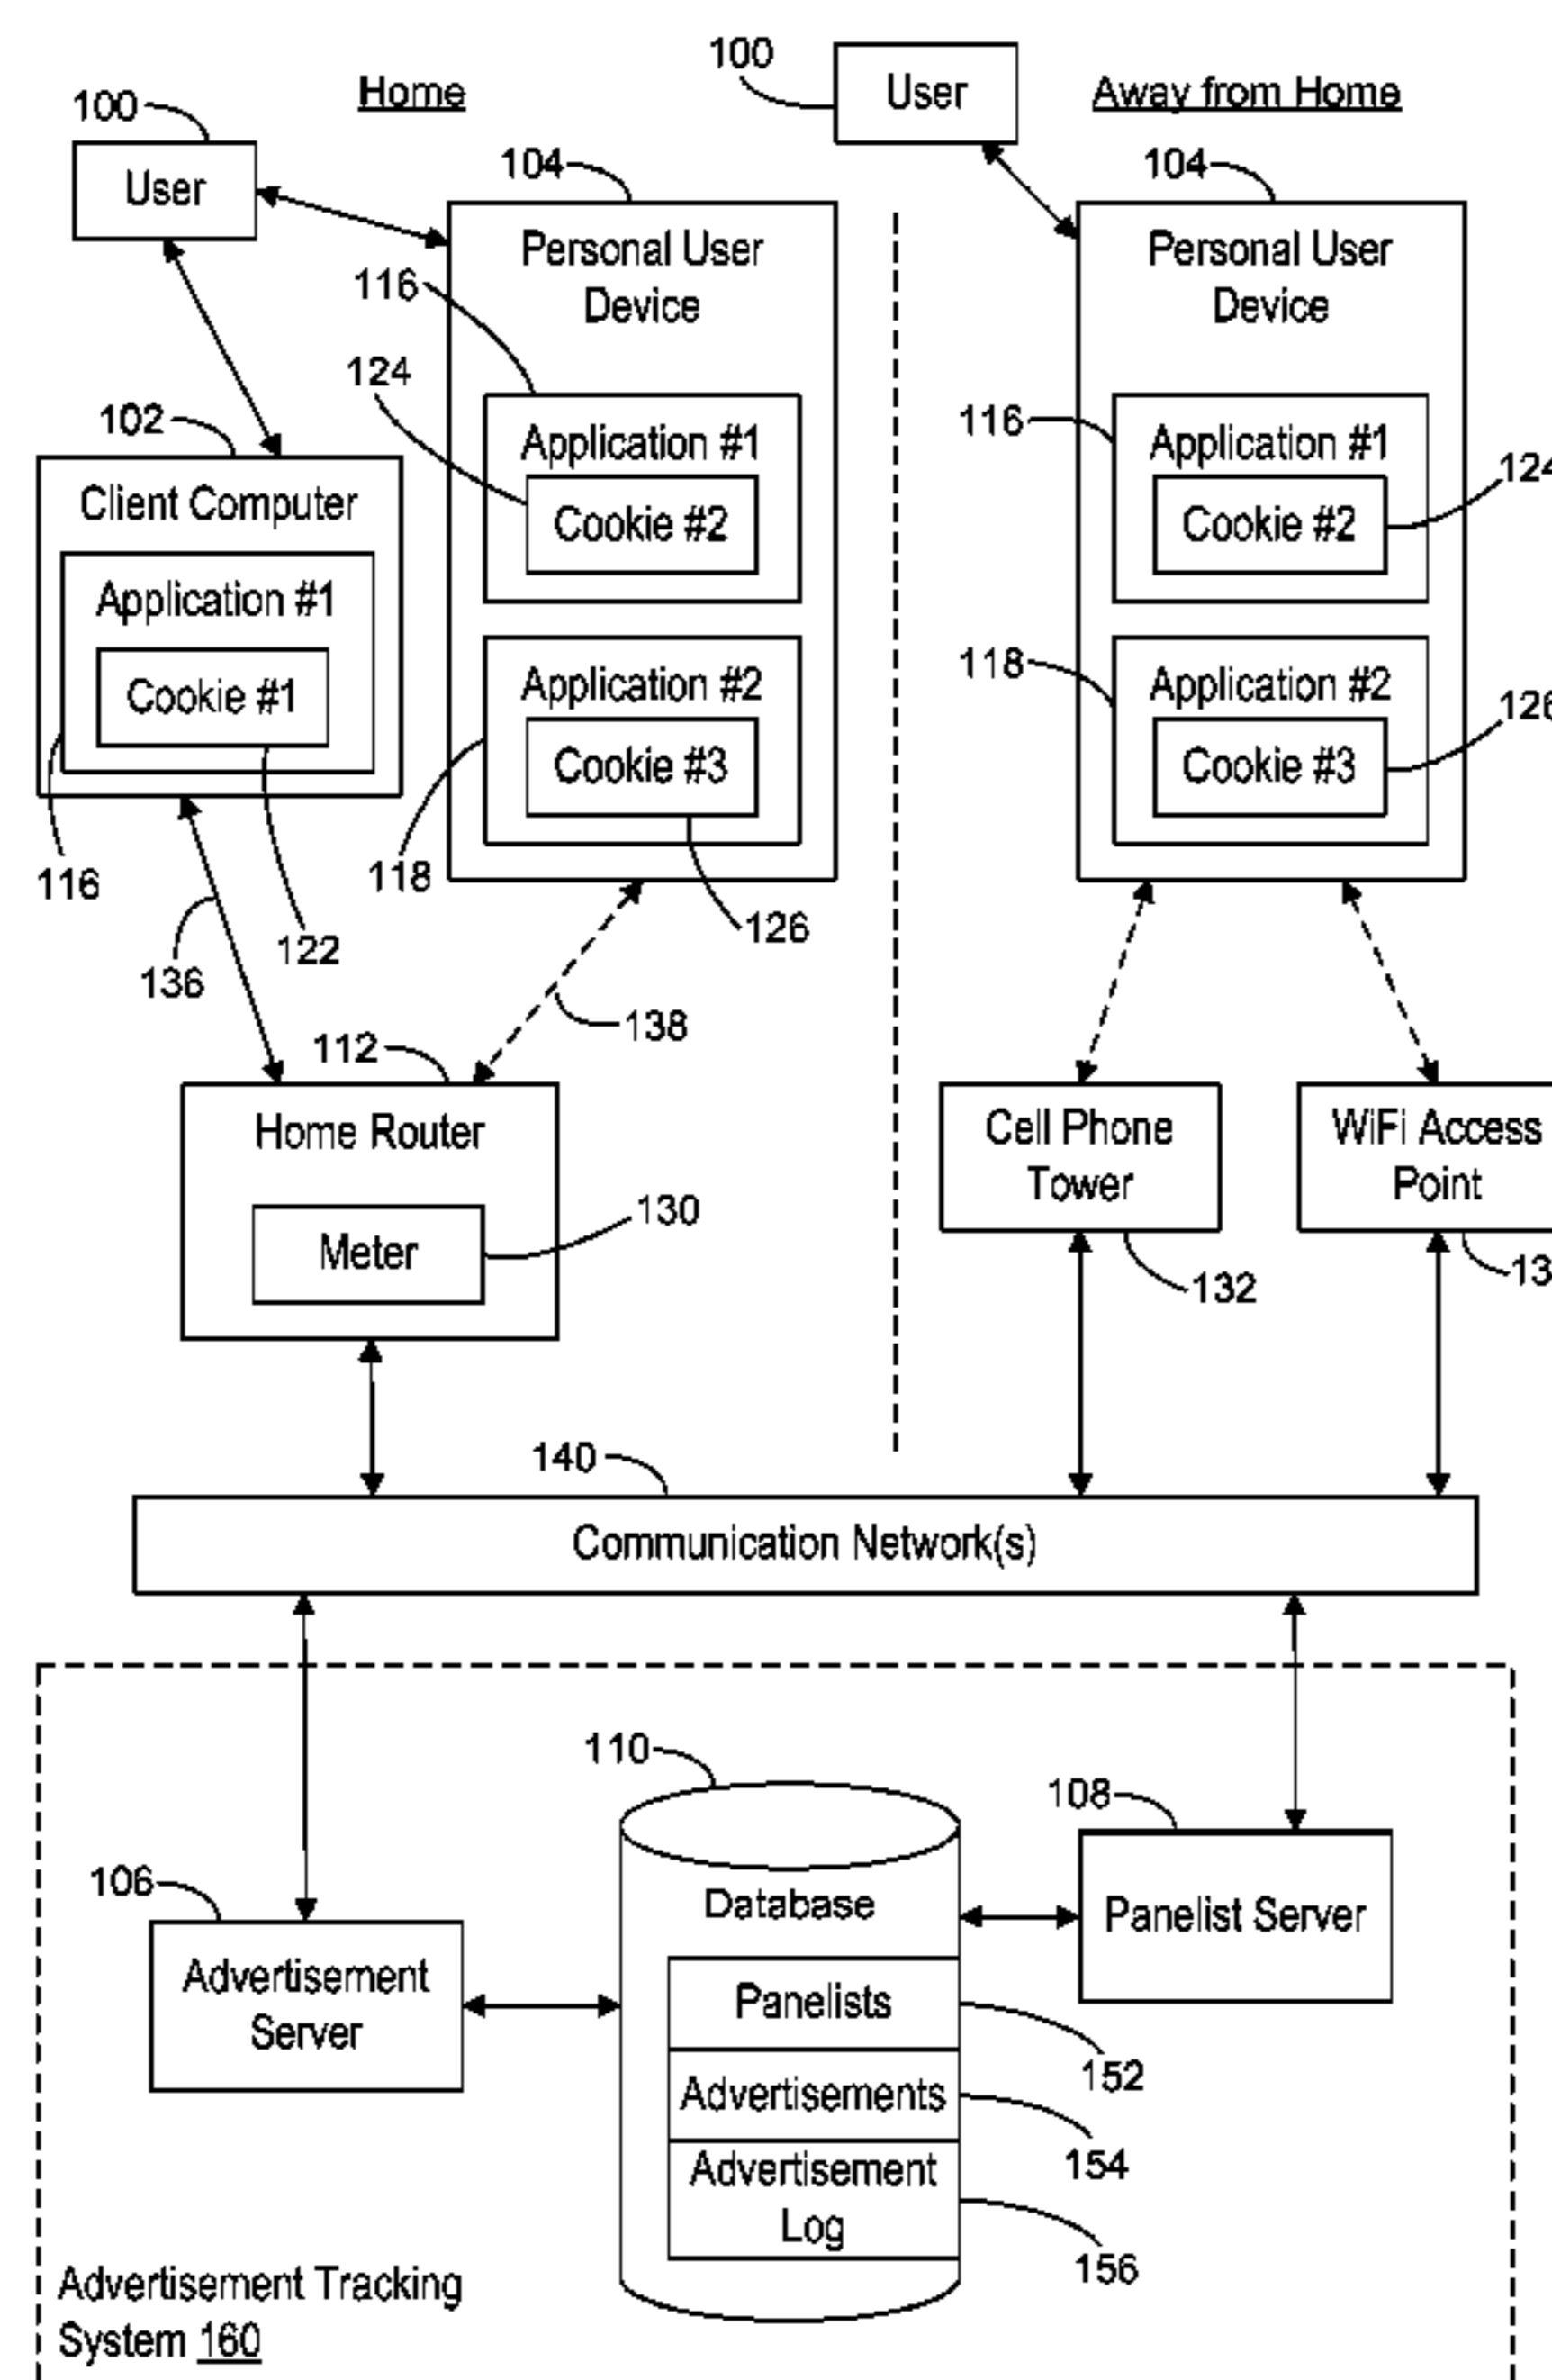 100
Home
100
User
Away from Home
User
104
Personal User
Device
104
Personal User
Device
116
124
Application #1
Cookie #2
116
Application #1
124
Cookie #2
102
Client Computer
Application #1
Cookie #1
118
Application #2
126
Cookie #3
Application #2
Cookie #3
116
122
118
126
136
138
112
Home Router
130
Meter
Cell Phone
Tower
132
WiFi Access
Point
140
Communication Network(s)
110
108
106
Database
Panelist Server
Advertisement
Server
Panelists
152
Advertisements
154
Advertisement
Log
156
Advertisement Tracking
System 160